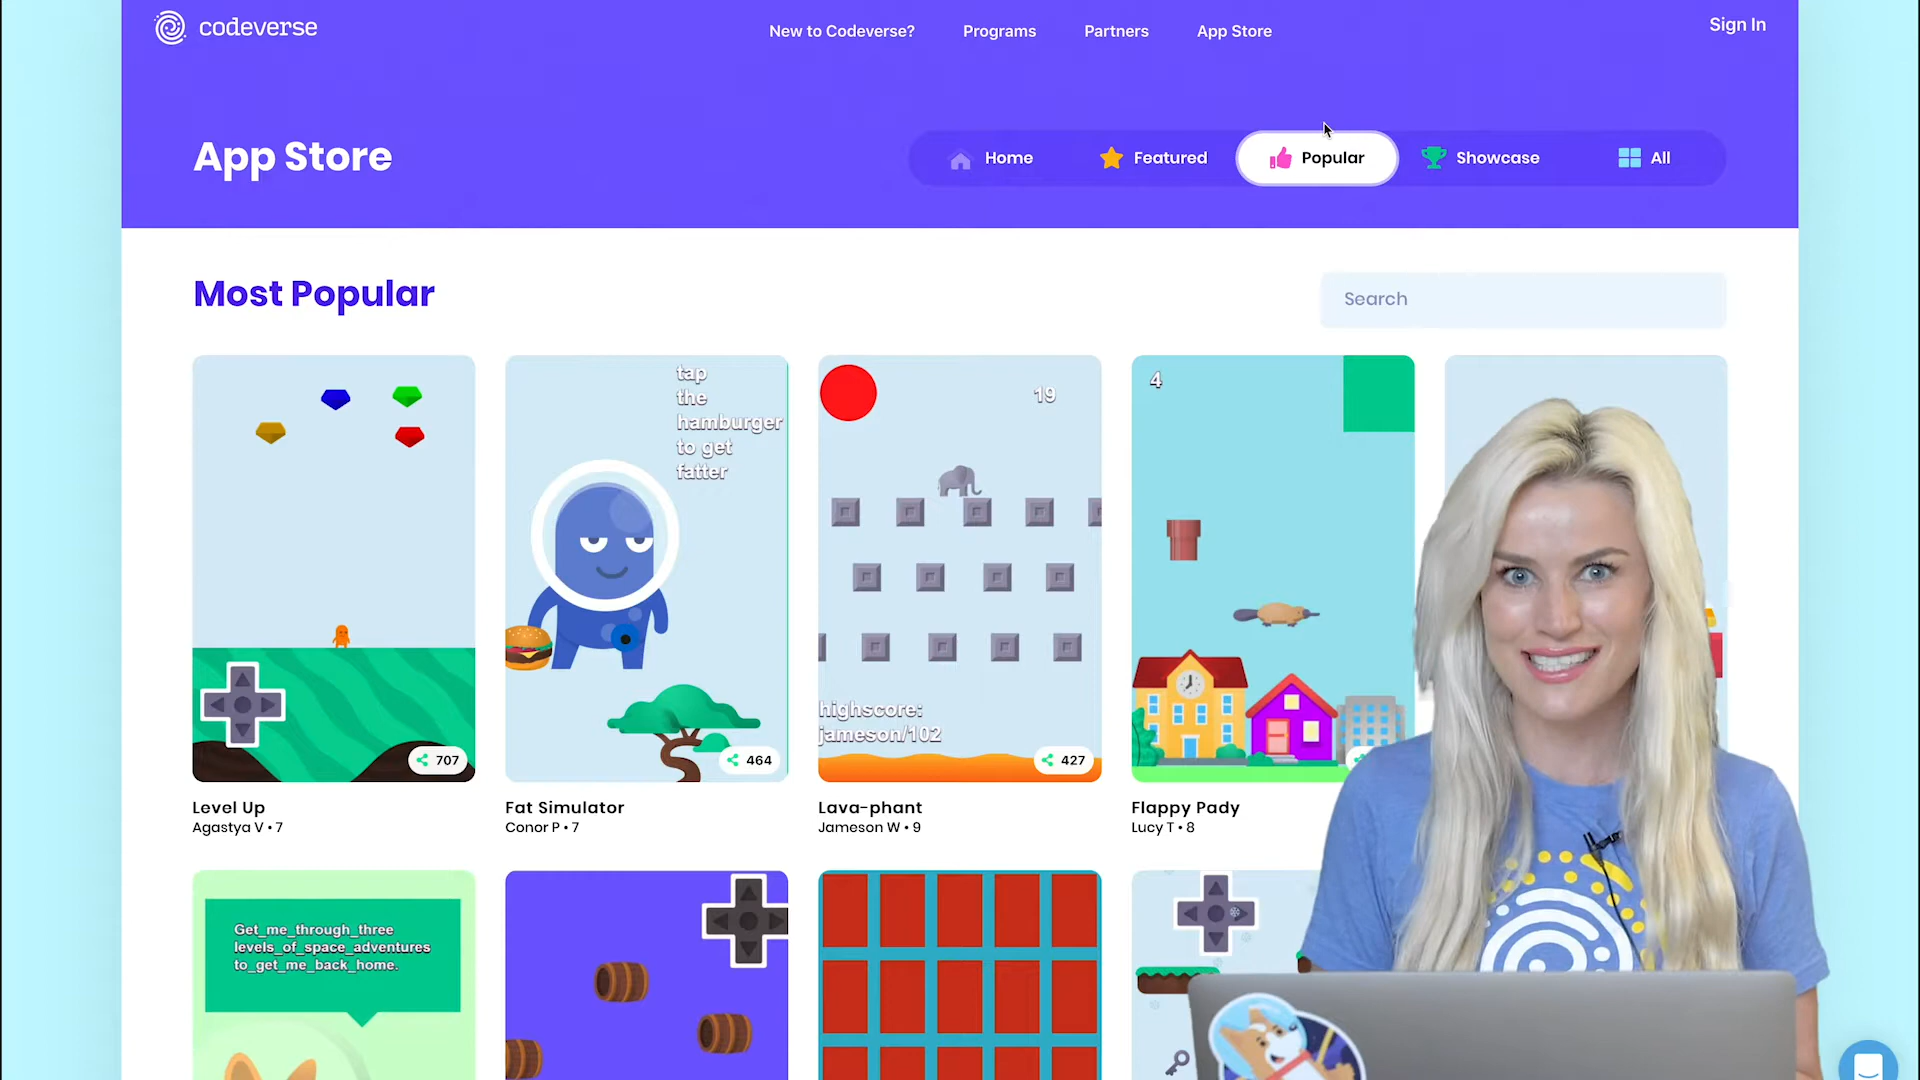 codeverse
New to Codeverse?
Programs
Partners
App Store
Sign In
App Store
Home
Featured
Popular
Showcase
All
Most Popular
Search
tap
the
hamburger
to get
fatter
19
4
highscore:
jameson/102
707
464
427
Level Up
Agastya V • 7
Fat Simulator
Conor P • 7
Lava-phant
Jameson W • 9
Flappy Pady
Lucy T • 8
Get_me_through_three
levels_of_space_adventures
to_get_me_back_home.